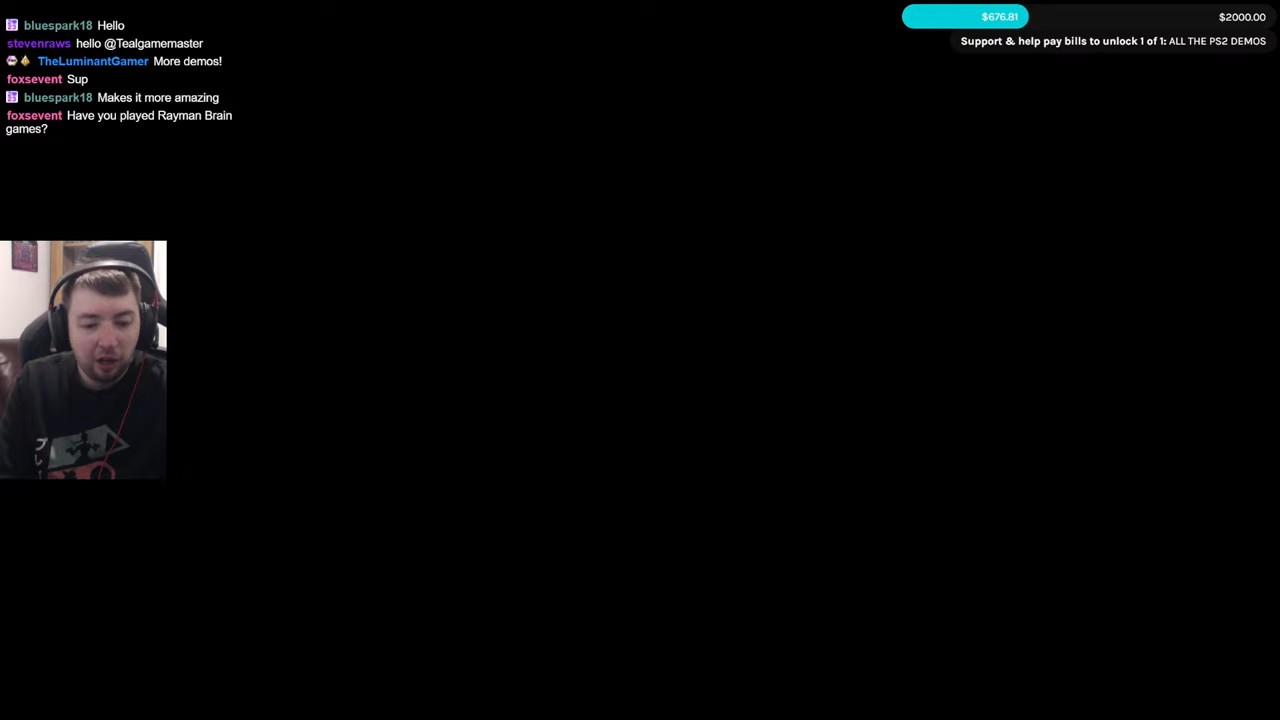 bluespark18 Hello
stevenraws hello @Tealgamemaster
TheLuminantGamer More demos!
foxsevent Sup
bluespark18 Makes it more amazing
foxsevent Have you played Rayman Brain
games?
$676.81 $2000.00
Support & help pay bills to unlock 1 of 1: ALL THE PS2 DEMOS